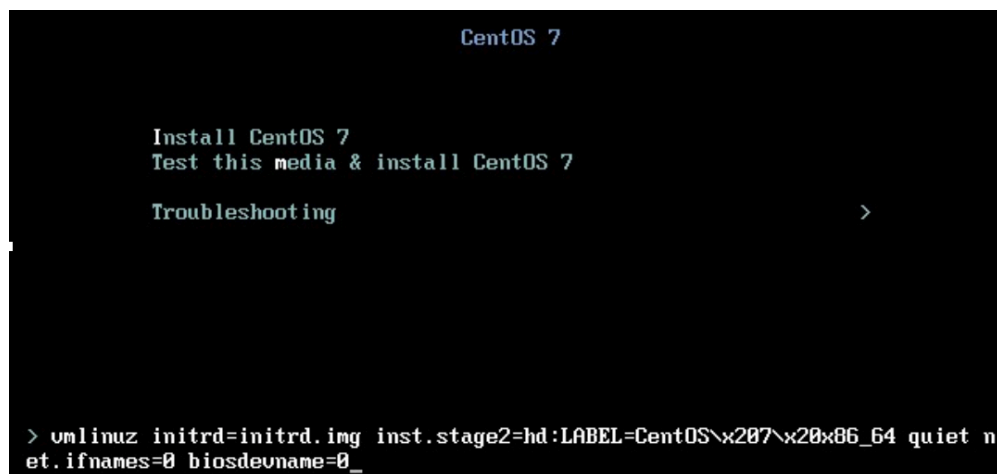 CentOS 7
Install CentOS 7
Test this media & install CentOS 7
Troubleshooting >
> vmlinuz initrd=initrd.img inst.stage2=hd:LABEL=CentOS\x207\x20x86_64 quiet n
et.ifnames=0 biosdevname=0_